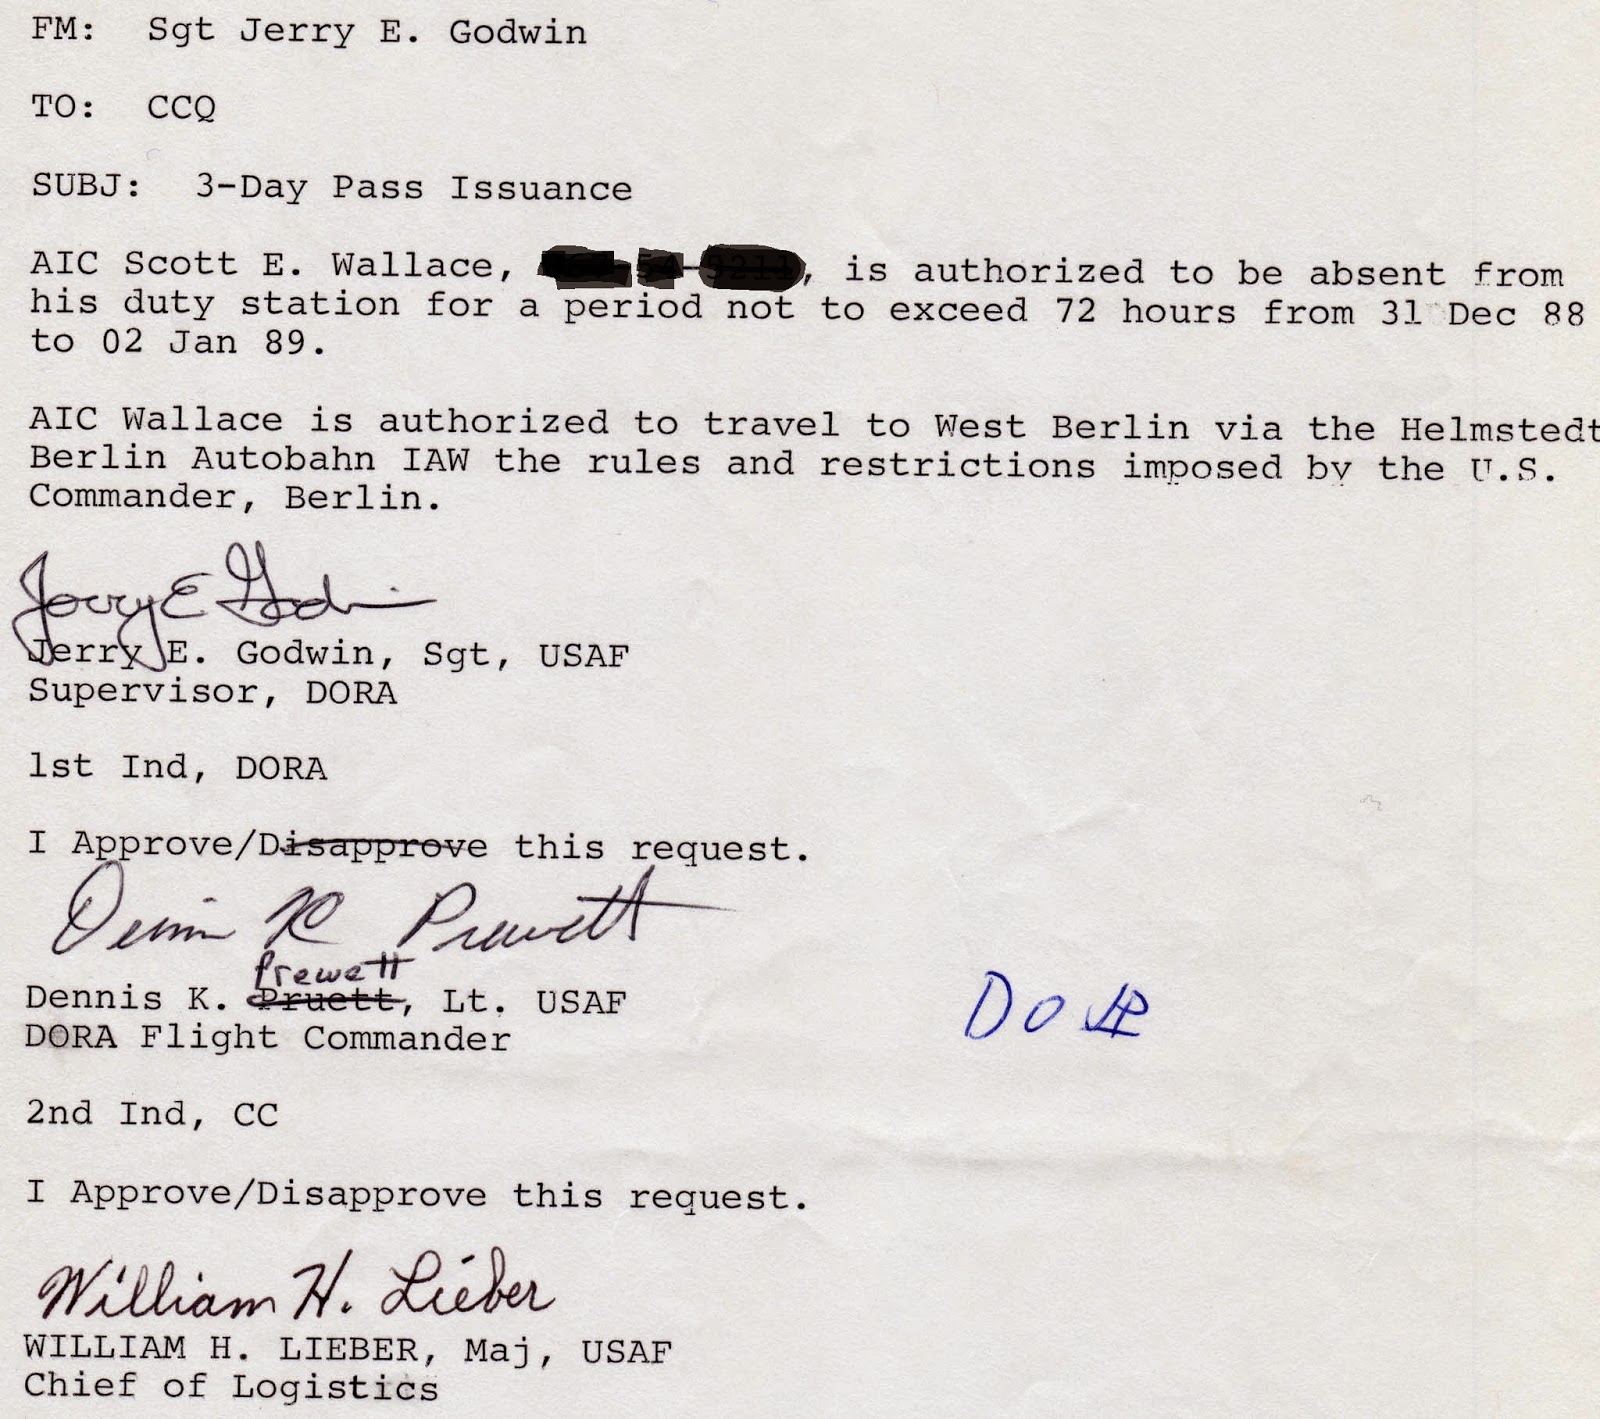 FM: Sgt Jerry E. Godwin
TO: CCQ
SUBJ: 3-Day Pass Issuance
AIC Scott E. Wallace, , is authorized to be absent from
his duty station for a period not to exceed 72 hours from 31 Dec 88
to 02 Jan 89.
AIC Wallace is authorized to travel to West Berlin via the Helmstedt
Berlin Autobahn IAW the rules and restrictions imposed by the U.S.
Commander, Berlin.
Jerry E Godwin
Jerry E. Godwin, Sgt, USAF
Supervisor, DORA
1st Ind, DORA
I Approve/Disapprove this request.
Dennis K Prewett
Prewett
Dennis K. Pruett, Lt. USAF
DORA Flight Commander
2nd Ind, CC
I Approve/Disapprove this request.
William H. Lieber
WILLIAM H. LIEBER, Maj, USAF
Chief of Logistics